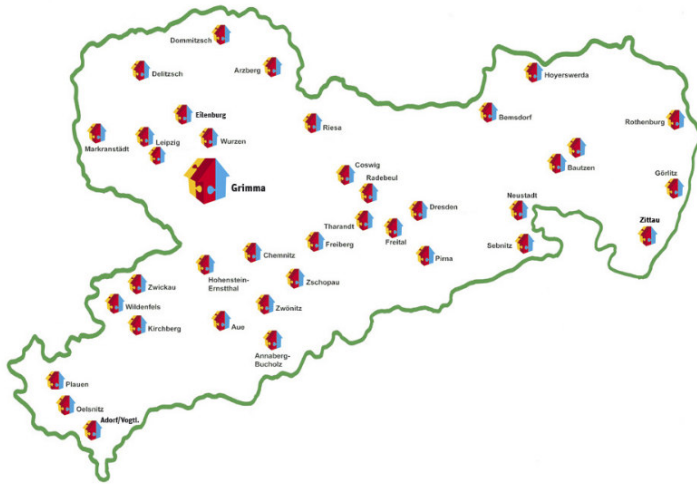 Dommitzsch
Delitzsch
Arzberg
Hoyerswerda
Eilenburg
Bernsdorf
Rothenburg
Markranstädt
Leipzig
Wurzen
Riesa
Bautzen
Coswig
Radebeul
Görlitz
Grimma
Neustadt
Dresden
Tharandt
Freital
Zittau
Freiberg
Sebnitz
Chemnitz
Pirna
Hohenstein-
Ernstthal
Zschopau
Zwickau
Wildenfels
Zwönitz
Kirchberg
Aue
Annaberg-
Bucholz
Plauen
Oelsnitz
Adorf/Vogtl.